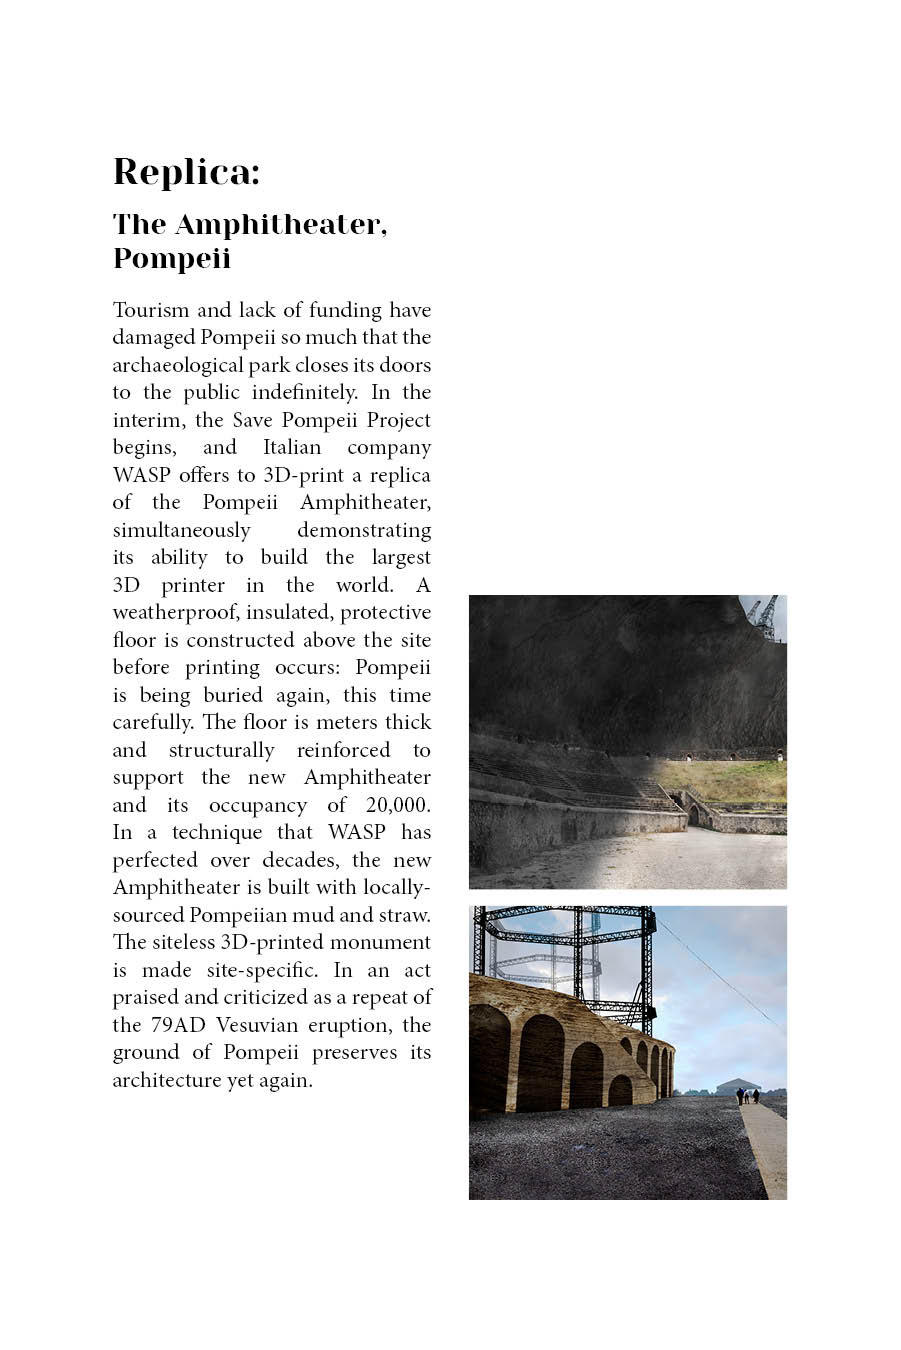 Replica:
The Amphitheater,
Pompeii
Tourism and lack of funding have
damaged Pompeii so much that the
archaeological park closes its doors
to the public indefinitely. In the
interim, the Save Pompeii Project
begins, and Italian company
WASP offers to 3D-print a replica
of the Pompeii Amphitheater,
simultaneously demonstrating
its ability to build the largest
3D printer in the world. A
weatherproof, insulated, protective
floor is constructed above the site
before printing occurs: Pompeii
is being buried again, this time
carefully. The floor is meters thick
and structurally reinforced to
support the new Amphitheater
and its occupancy of 20,000.
In a technique that WASP has
perfected over decades, the new
Amphitheater is built with locally-
sourced Pompeiian mud and straw.
The siteless 3D-printed monument
is made site-specific. In an act
praised and criticized as a repeat of
the 79AD Vesuvian eruption, the
ground of Pompeii preserves its
architecture yet again.